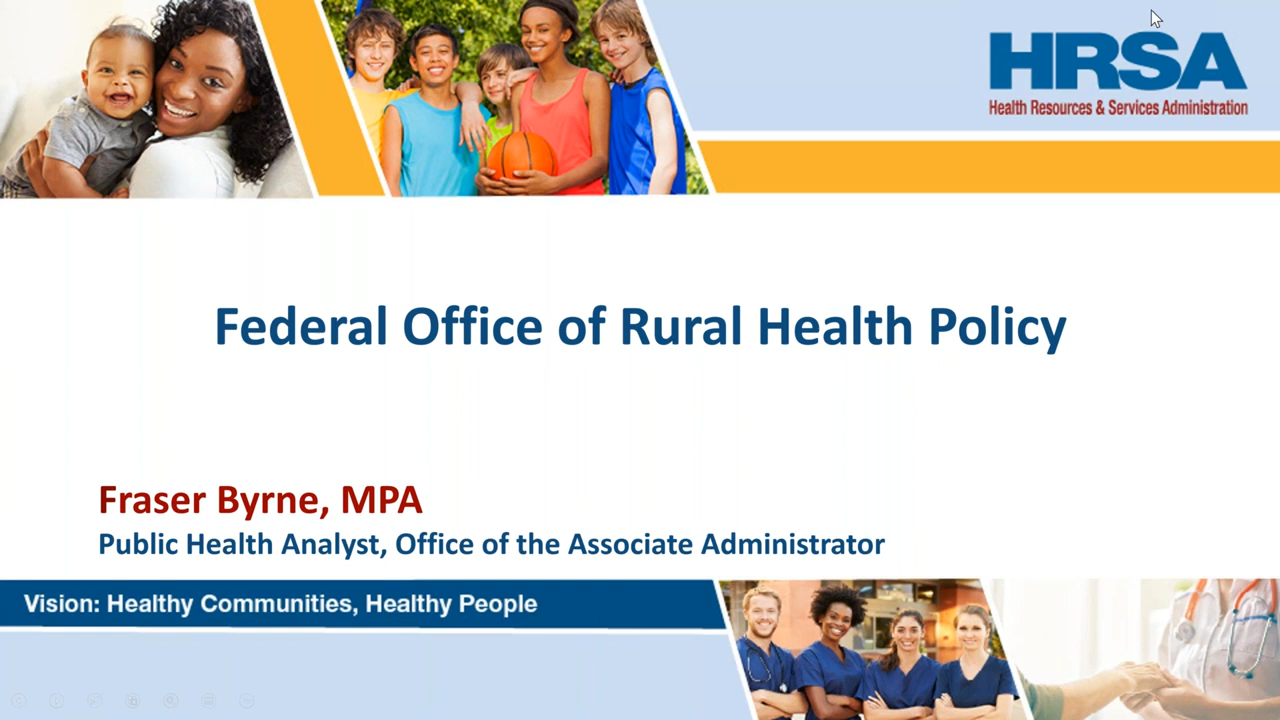 HRSA
Health Resources & Services Administration
Federal Office of Rural Health Policy
Fraser Byrne, MPA
Public Health Analyst, Office of the Associate Administrator
Vision: Healthy Communities, Healthy People